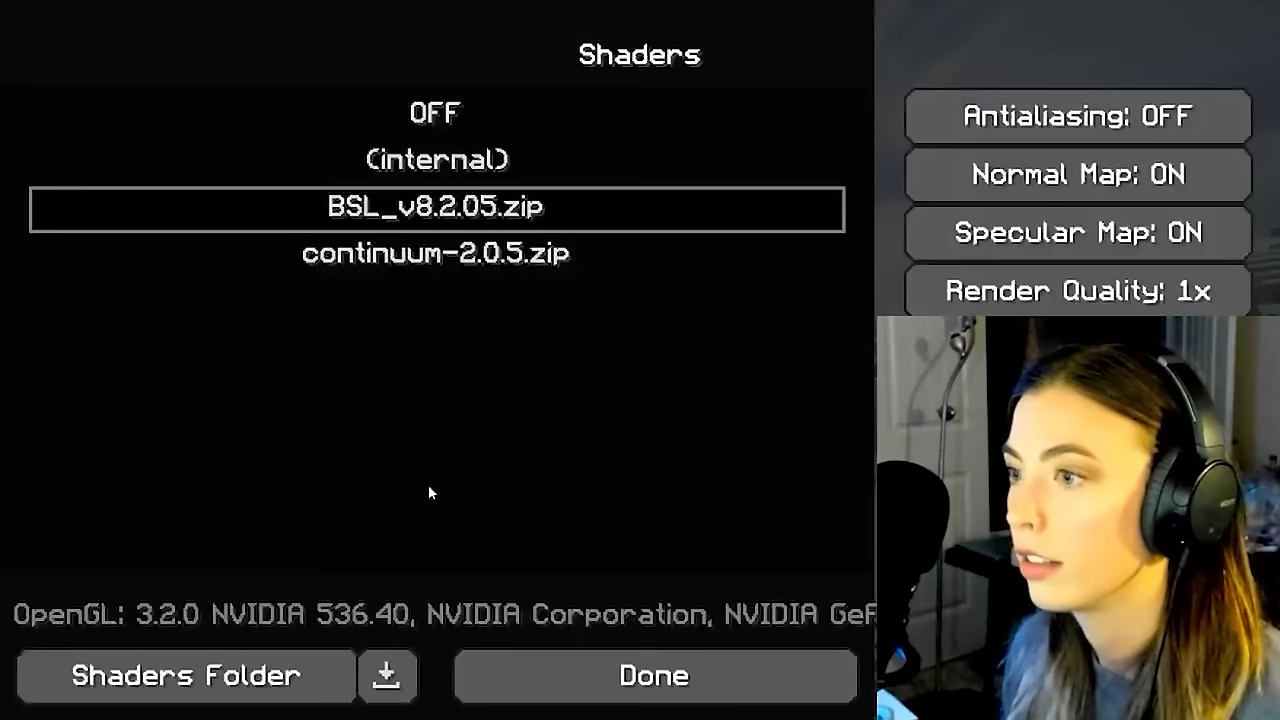 Shaders
OFF
(internal)
BSL_v8.2.05.zip
continuum-2.0.5.zip
Antialiasing: OFF
Normal Map: ON
Specular Map: ON
Render Quality: 1x
OpenGL: 3.2.0 NVIDIA 536.40, NVIDIA Corporation, NVIDIA GeF
Shaders Folder
Done